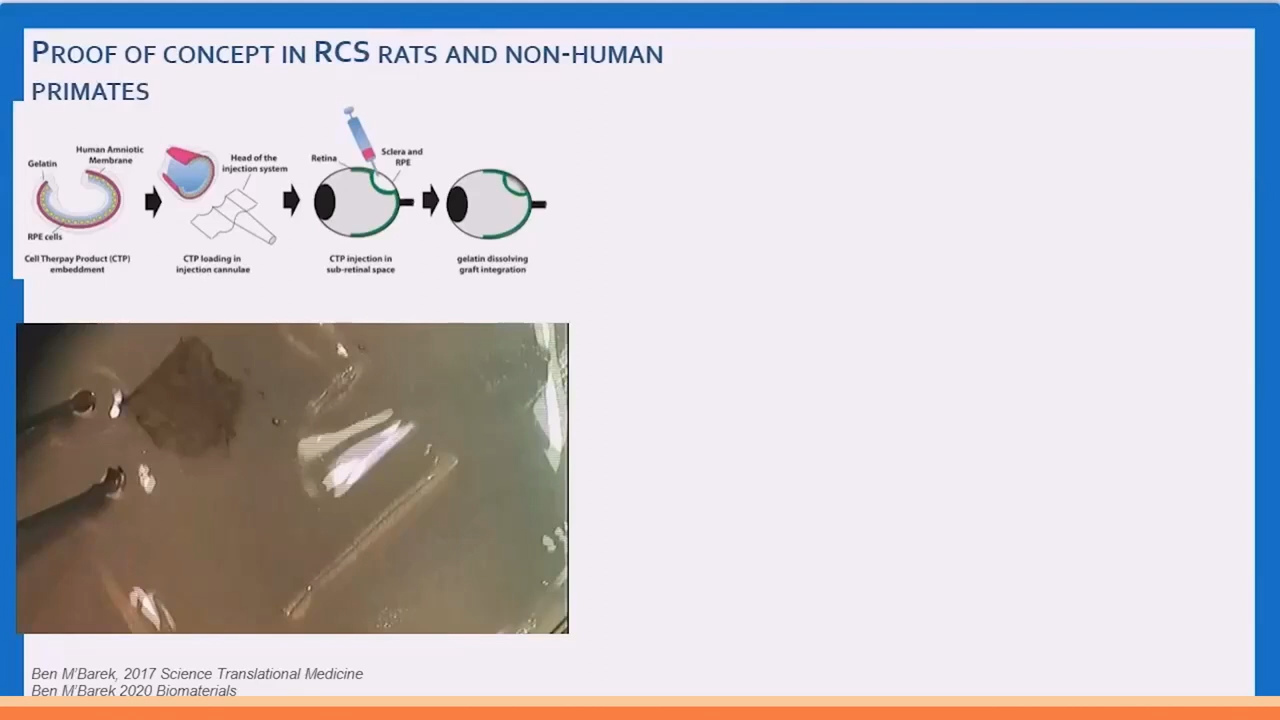 PROOF OF CONCEPT IN RCS RATS AND NON-HUMAN
PRIMATES
Gelatin
Human Amniotic
Membrane
RPE cells
Cell Therpay Product (CTP)
embeddment
Head of the
injection system
CTP loading in
injection cannulae
Retina
Sclera and
RPE
CTP injection in
sub-retinal space
gelatin dissolving
graft integration
Ben M'Barek, 2017 Science Translational Medicine
Ben M'Barek 2020 Biomaterials